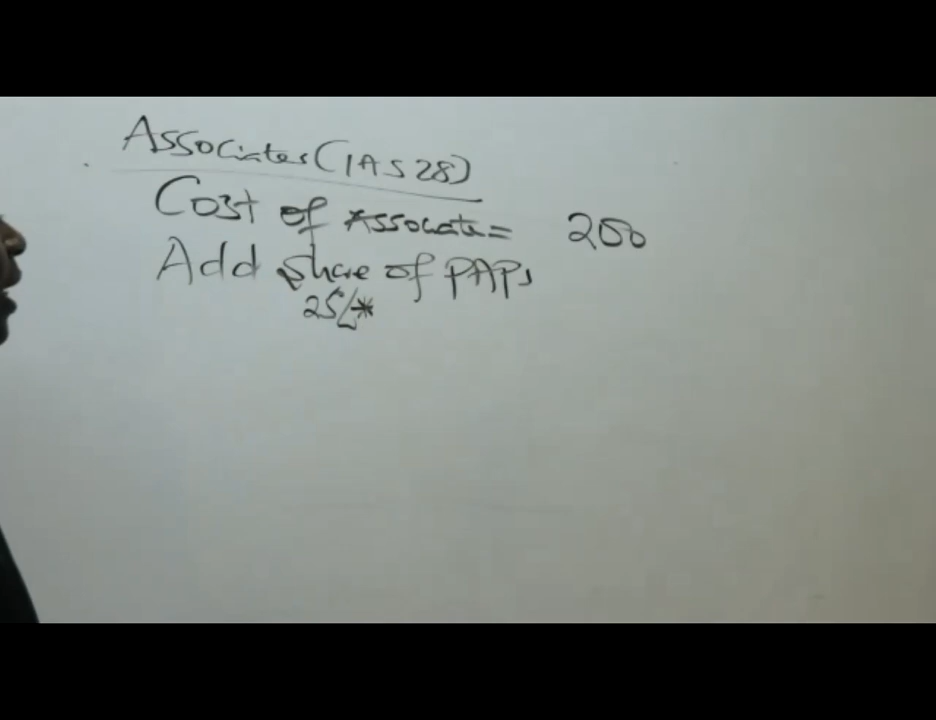 Associates (IAS 28)
Cost of Associate = 200
Add share of PAPs
25%*